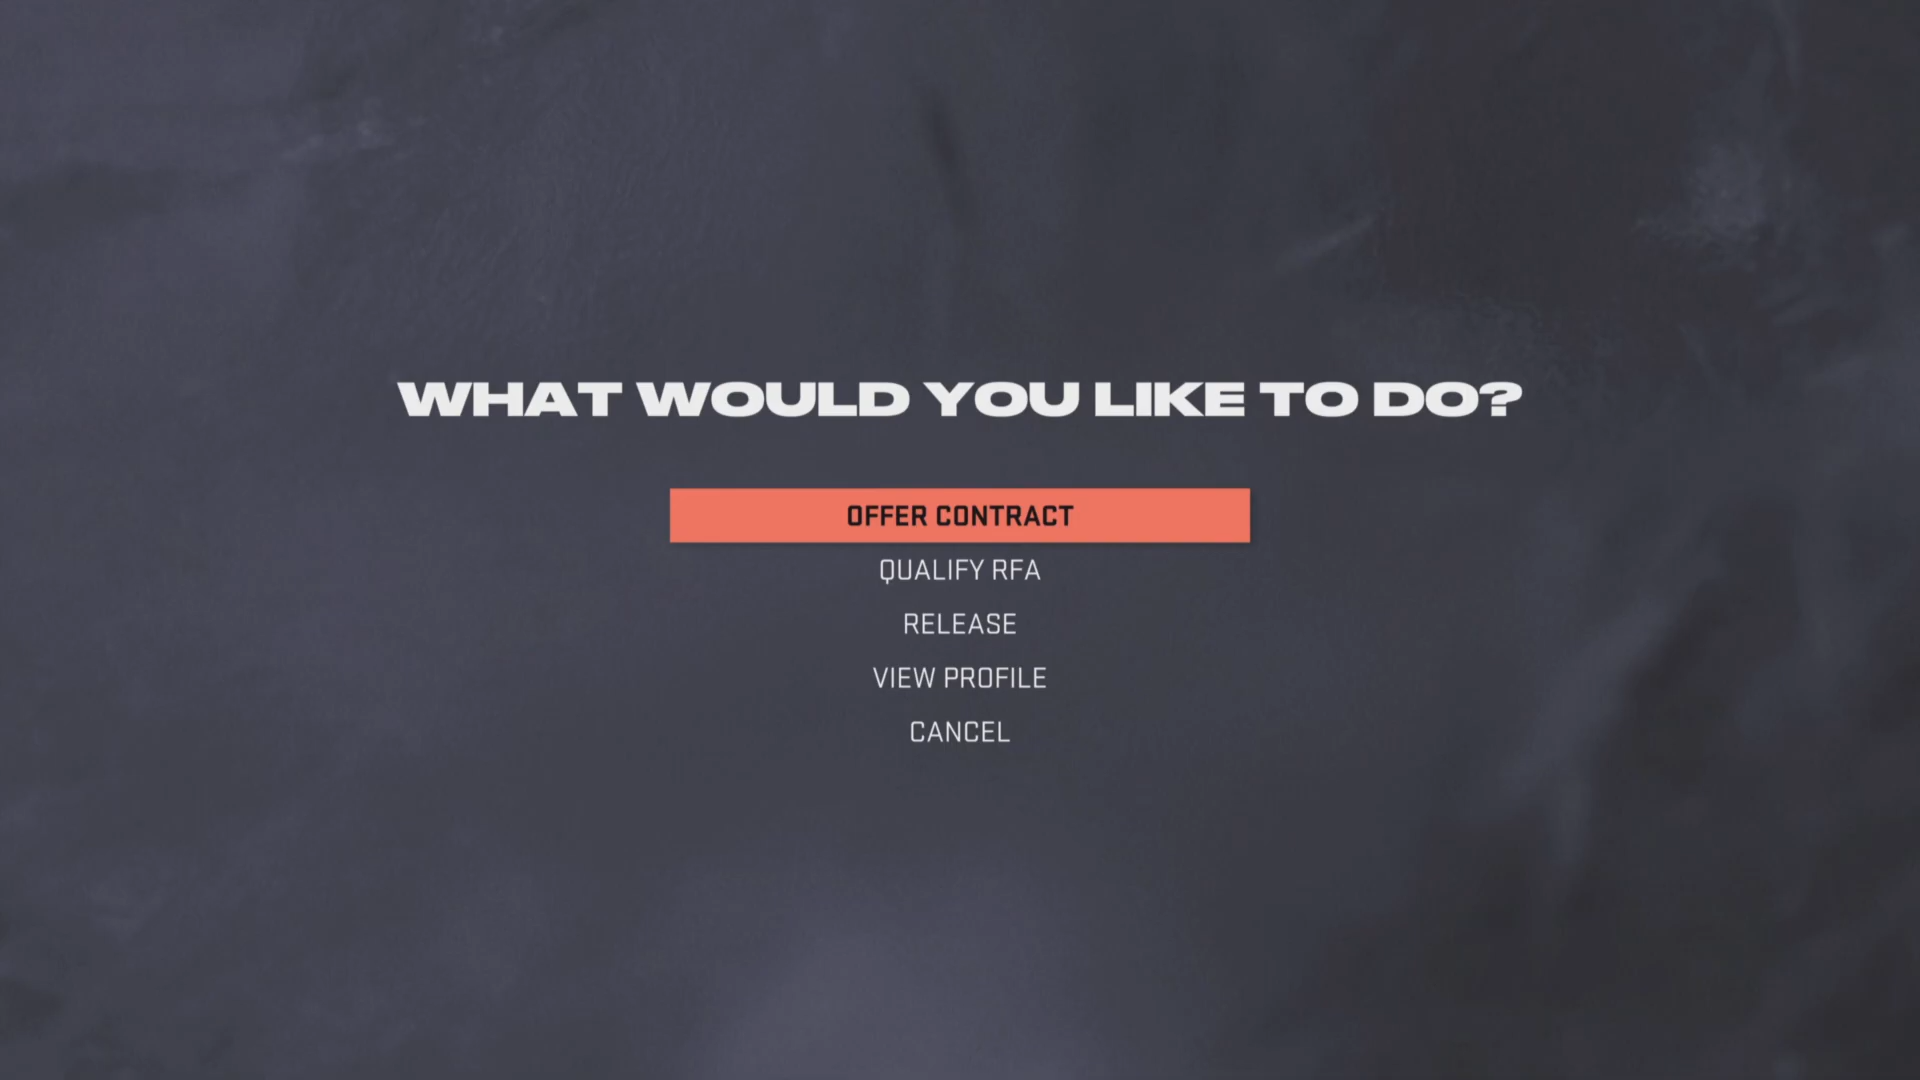 WHAT WOULD YOU LIKE TO DO?
OFFER CONTRACT
QUALIFY RFA
RELEASE
VIEW PROFILE
CANCEL